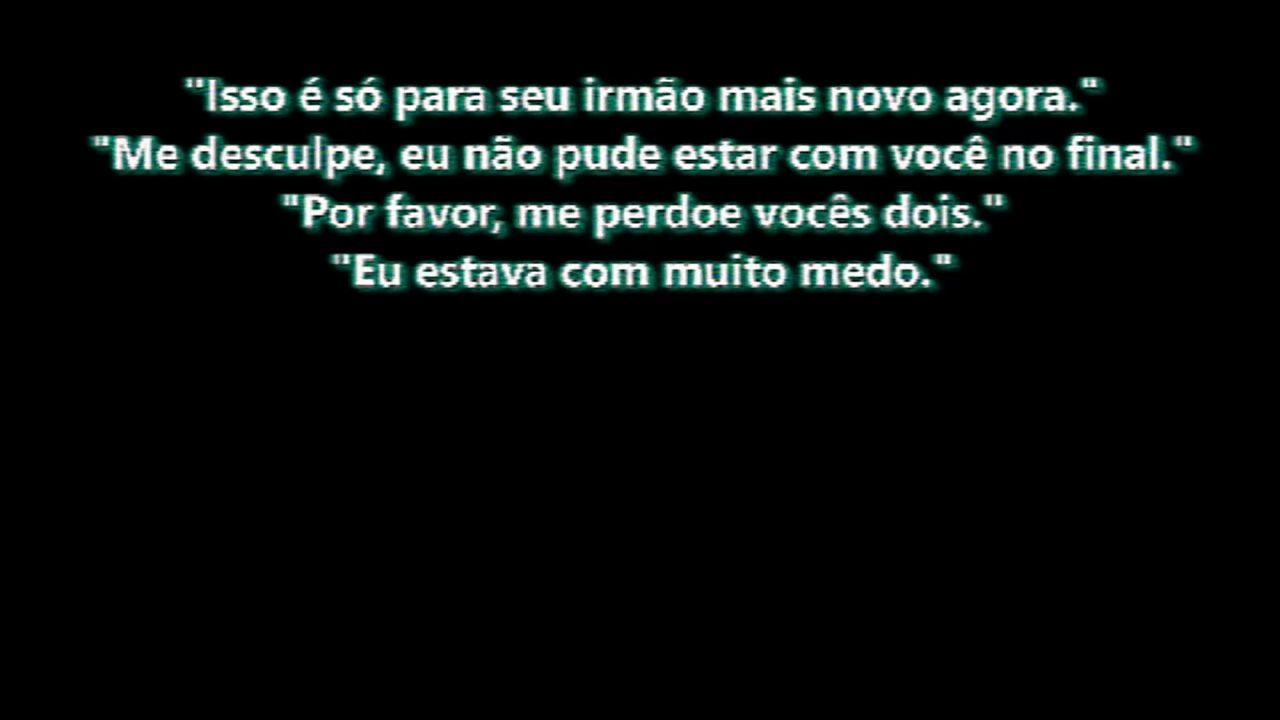 "Isso é só para seu irmão mais novo agora."
"Me desculpe, eu não pude estar com você no final."
"Por favor, me perdoe vocês dois."
"Eu estava com muito medo."